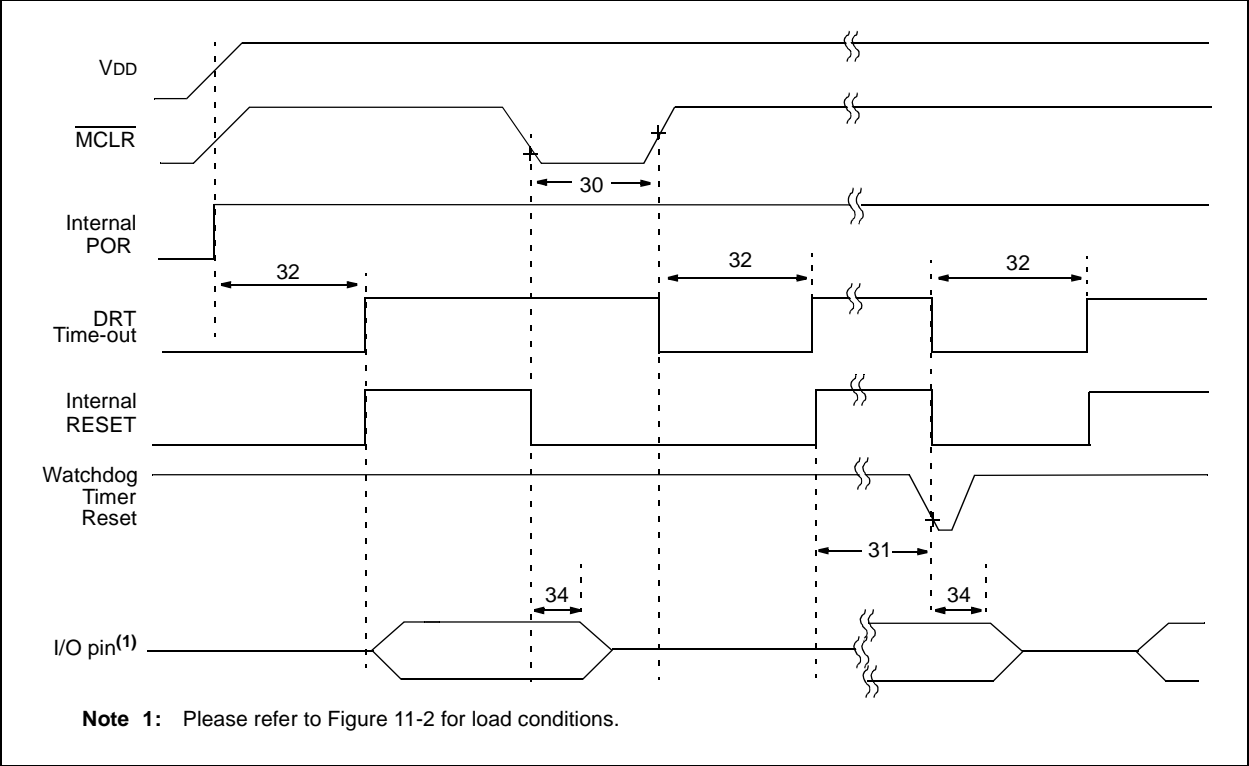 VDD
MCLR
30
Internal
POR
32
32
32
DRT
Time-out
Internal
RESET
Watchdog
Timer
Reset
31
34
34
I/O pin(1)
Note 1: Please refer to Figure 11-2 for load conditions.